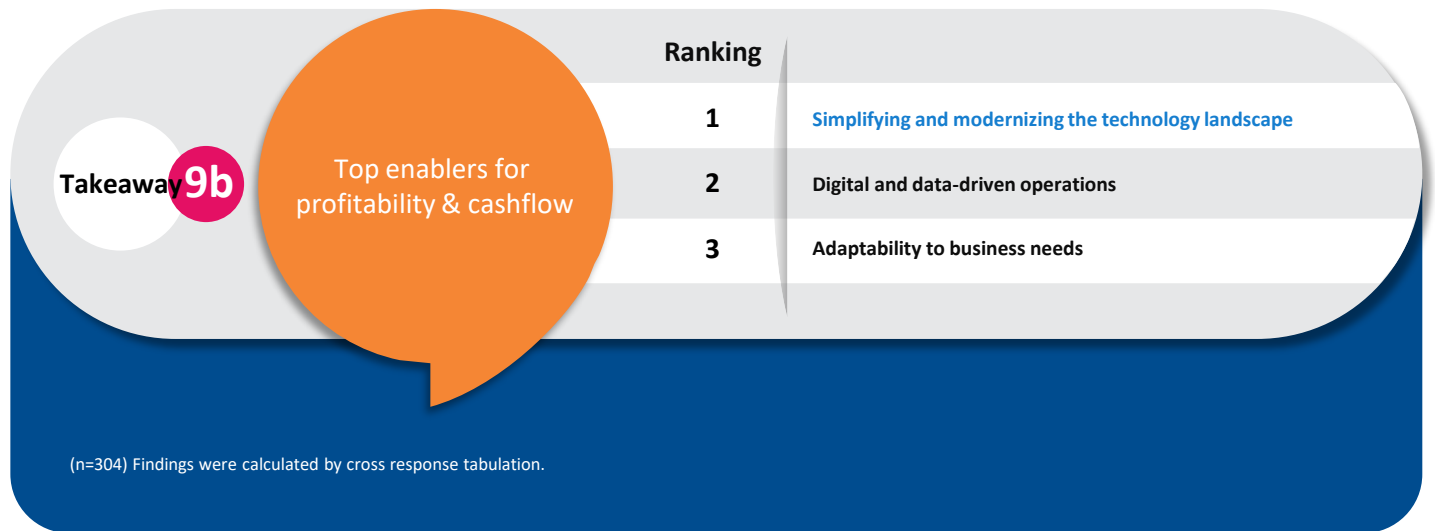 Ranking
Takeaway 9b
Top enablers for
profitability & cashflow
1 Simplifying and modernizing the technology landscape
2 Digital and data-driven operations
3 Adaptability to business needs
(n=304) Findings were calculated by cross response tabulation.